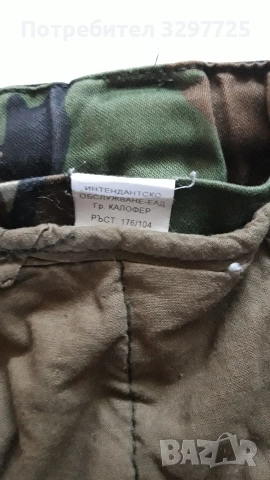 Потребител 3297725
ИНТЕНДАНТСКО
ОБСЛУЖВАНЕ-ЕАД
Гр. КАЛОФЕР
РЪСТ 176/104
BAZAR